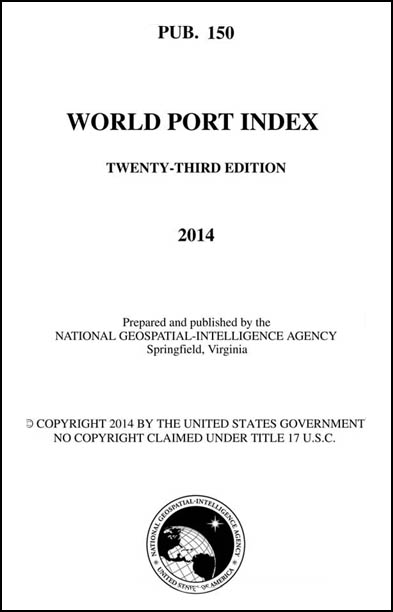 PUB. 150
WORLD PORT INDEX
TWENTY-THIRD EDITION
2014
Prepared and published by the
NATIONAL GEOSPATIAL-INTELLIGENCE AGENCY
Springfield, Virginia
© COPYRIGHT 2014 BY THE UNITED STATES GOVERNMENT
NO COPYRIGHT CLAIMED UNDER TITLE 17 U.S.C.
NATIONAL GEOSPATIAL-INTELLIGENCE AGENCY
UNITED STATES OF AMERICA